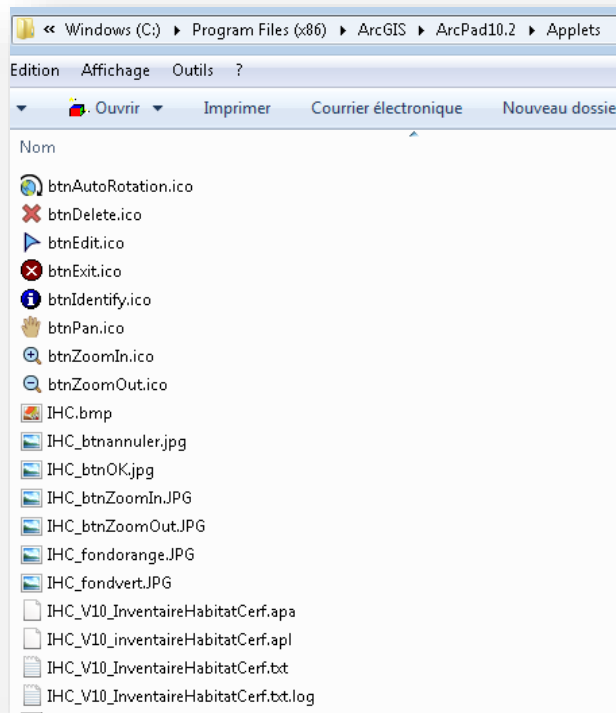 « Windows (C:) ▸ Program Files (x86) ▸ ArcGIS ▸ ArcPad10.2 ▸ Applets
Edition Affichage Outils ?
Ouvrir Imprimer Courrier électronique Nouveau dossie
Nom
btnAutoRotation.ico
btnDelete.ico
btnEdit.ico
btnExit.ico
btnIdentify.ico
btnPan.ico
btnZoomIn.ico
btnZoomOut.ico
IHC.bmp
IHC_btnannuler.jpg
IHC_btnOK.jpg
IHC_btnZoomIn.JPG
IHC_btnZoomOut.JPG
IHC_fondorange.JPG
IHC_fondvert.JPG
IHC_V10_InventaireHabitatCerf.apa
IHC_V10_inventaireHabitatCerf.apl
IHC_V10_InventaireHabitatCerf.txt
IHC_V10_InventaireHabitatCerf.txt.log